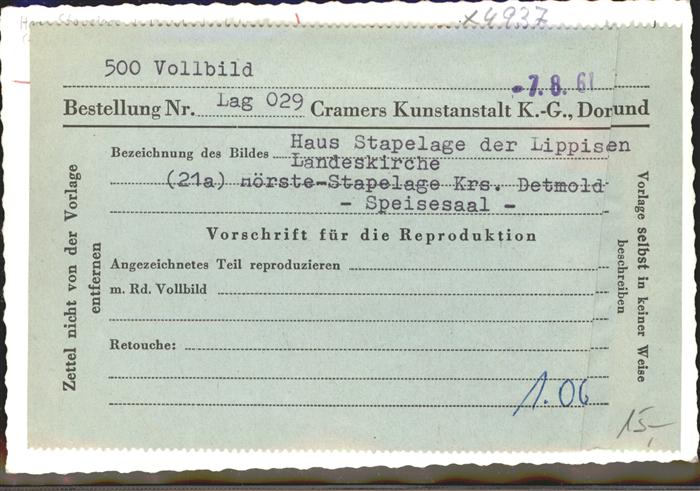 x4937
500 Vollbild
-7.8.61
Bestellung Nr. Lag 029 Cramers Kunstanstalt K.-G., Dorund
Bezeichnung des Bildes Haus Stapelage der Lippisen
Landeskirche
(21a) Hörste-Stapelage Krs. Detmold
- Speisesaal -
Vorschrift für die Reproduktion
Angezeichnetes Teil reproduzieren
m. Rd. Vollbild
Retouche:
1.06
15,-
Zettel nicht von der Vorlage
entfernen
Vorlage selbst in keiner Weise
beschreiben